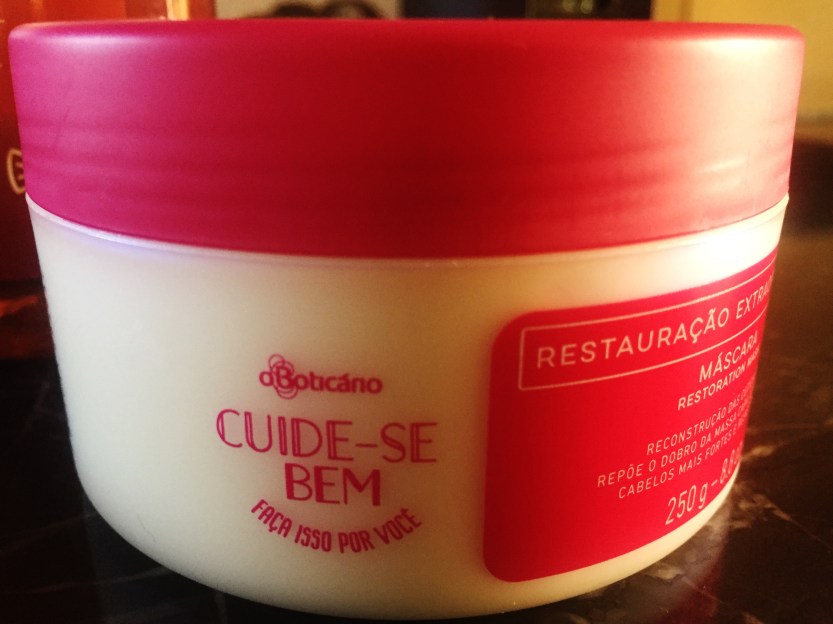 oBoticário
CUIDE-SE
BEM
FAÇA ISSO POR VOCÊ
RESTAURAÇÃO
MÁSCARA
RESTORATION
RECONSTRUÇÃO DAS
REPÕE O DOBRO DA MASSA
CABELOS MAIS FORTES E
250 g -